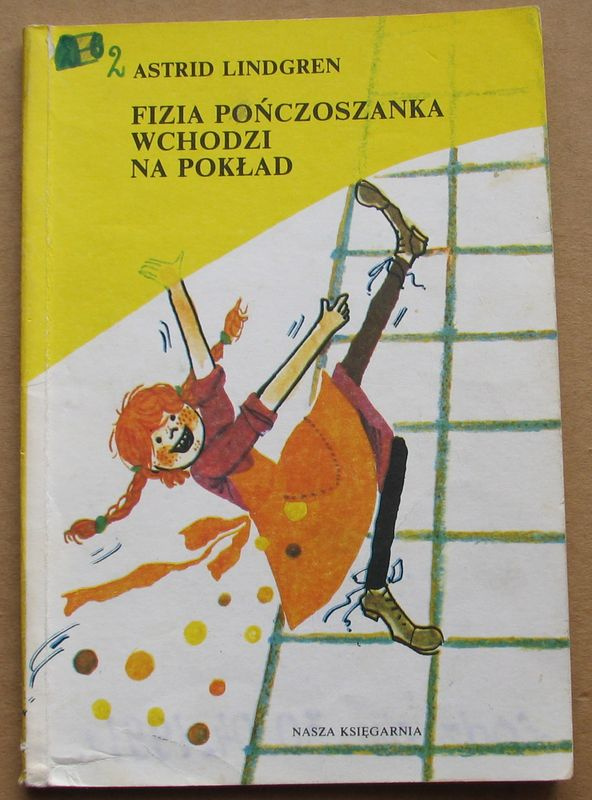 2
ASTRID LINDGREN
FIZIA POŃCZOSZANKA
WCHODZI
NA POKŁAD
NASZA KSIĘGARNIA